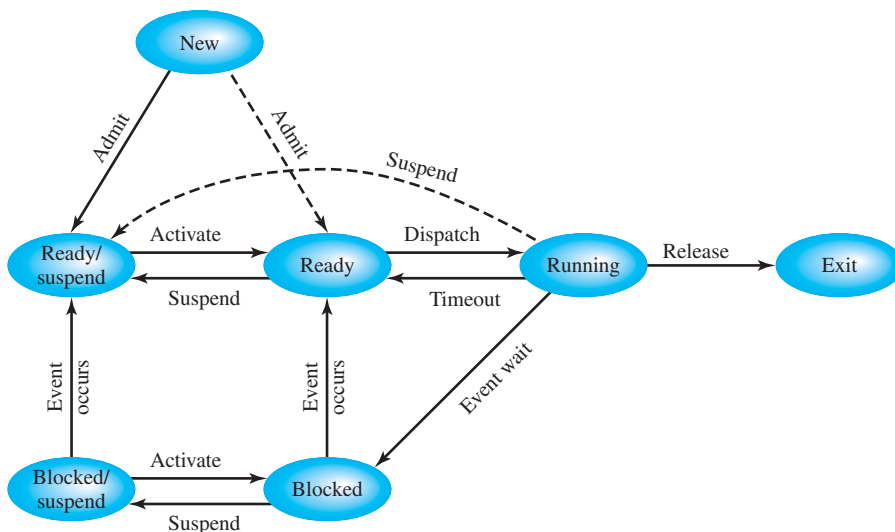 New
Admit
Admit
Suspend
Ready/
suspend
Activate
Suspend
Ready
Dispatch
Timeout
Running
Release
Exit
Event
occurs
Event
occurs
Event wait
Blocked/
suspend
Activate
Suspend
Blocked